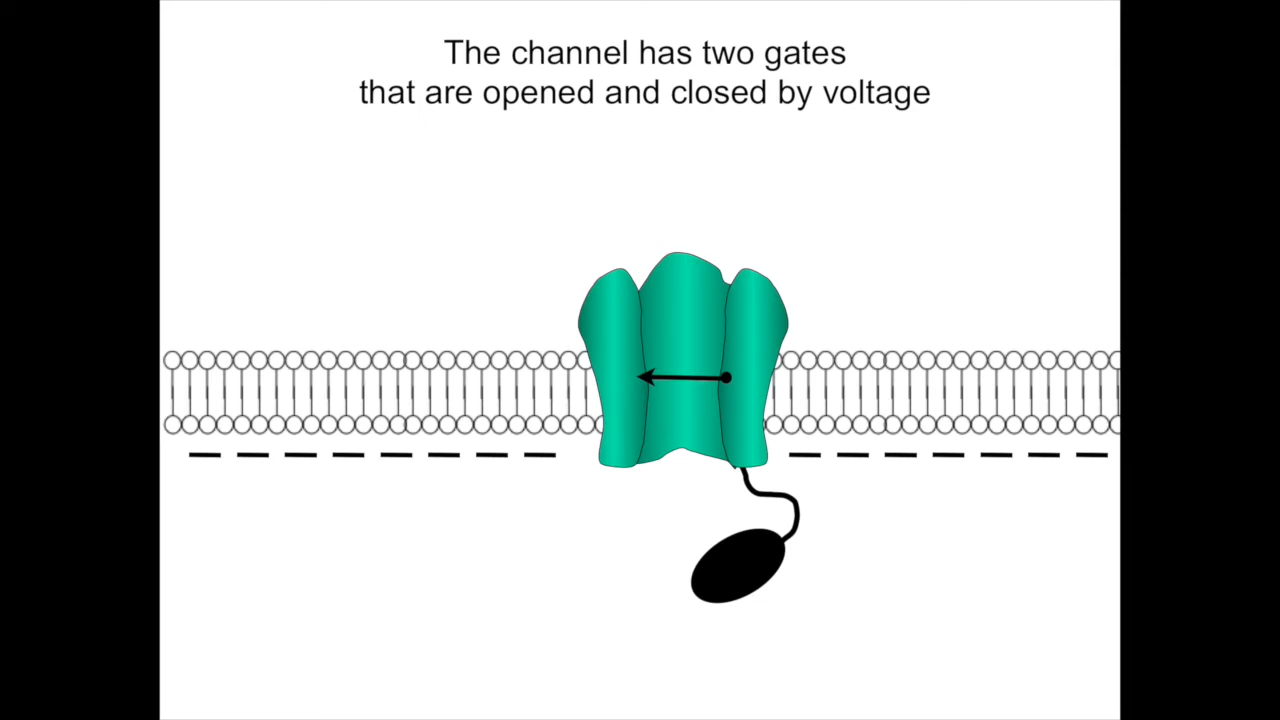 The channel has two gates
that are opened and closed by voltage